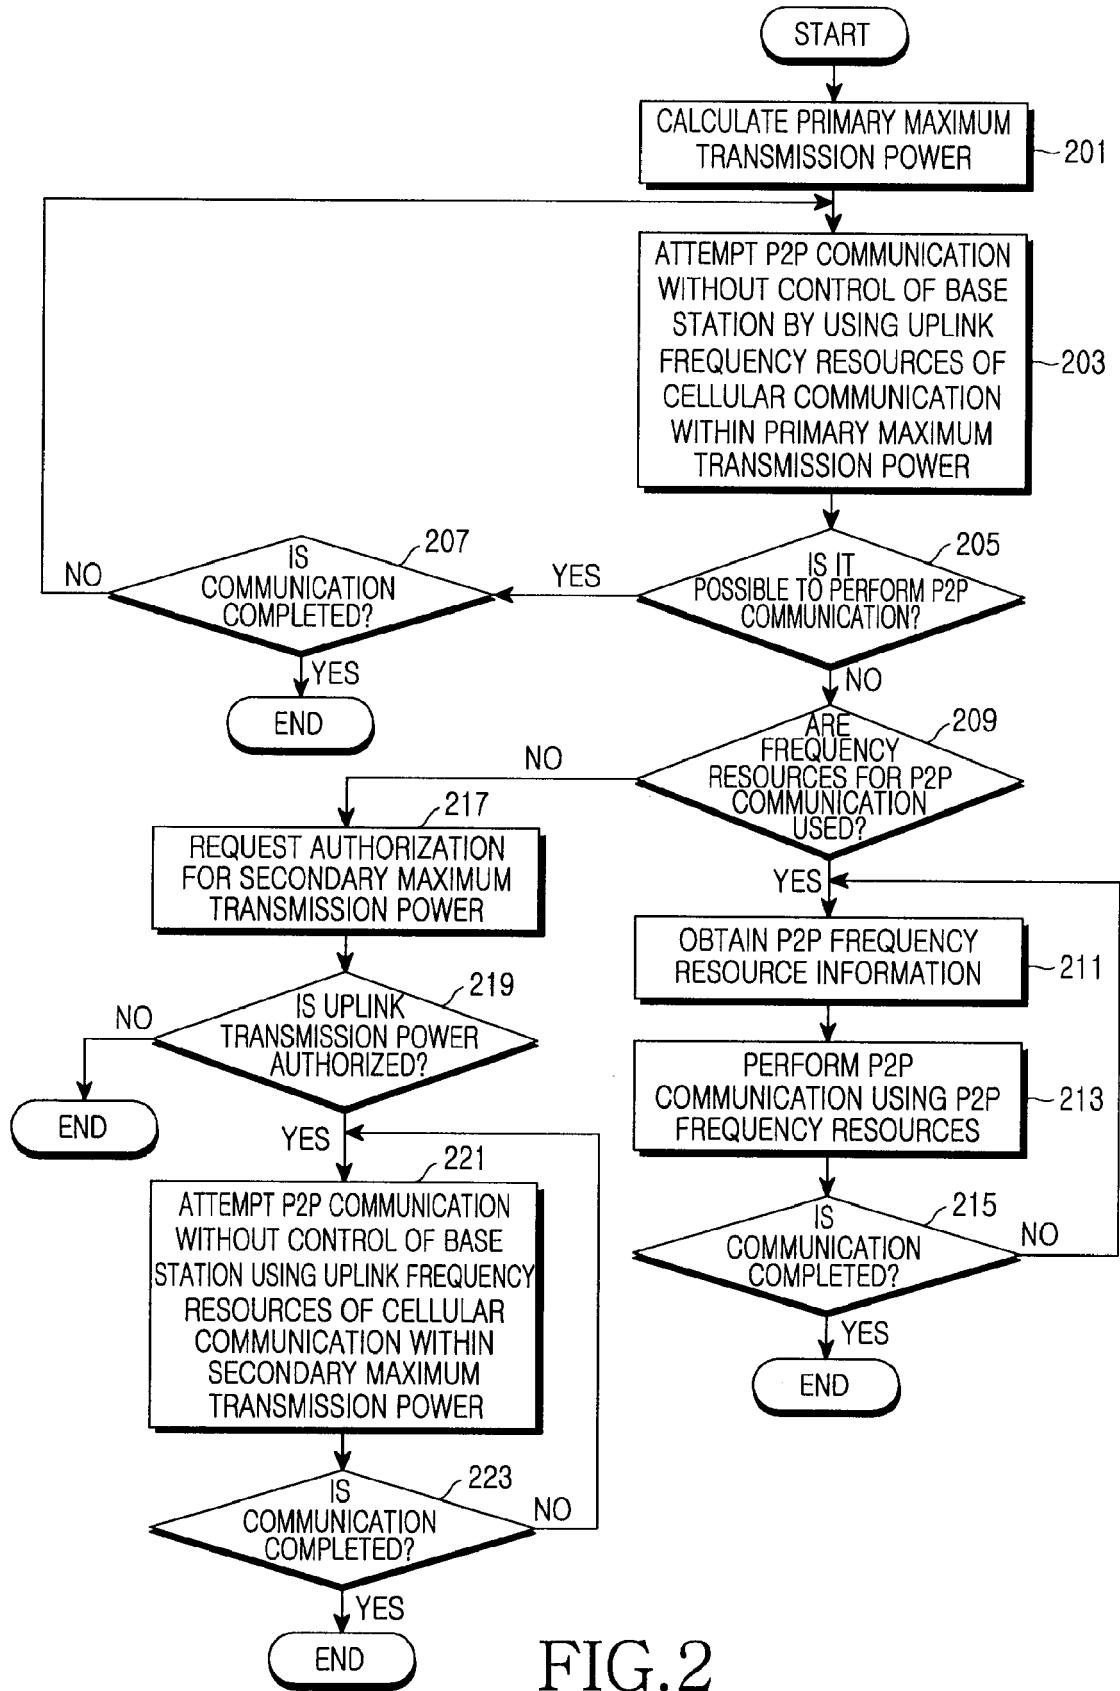 START
CALCULATE PRIMARY MAXIMUM
TRANSMISSION POWER
201
ATTEMPT P2P COMMUNICATION
WITHOUT CONTROL OF BASE
STATION BY USING UPLINK
FREQUENCY RESOURCES OF
CELLULAR COMMUNICATION
WITHIN PRIMARY MAXIMUM
TRANSMISSION POWER
203
IS IT
POSSIBLE TO PERFORM P2P
COMMUNICATION?
205
YES
NO
IS
COMMUNICATION
COMPLETED?
207
NO
YES
END
ARE
FREQUENCY
RESOURCES FOR P2P
COMMUNICATION
USED?
209
NO
YES
OBTAIN P2P FREQUENCY
RESOURCE INFORMATION
211
PERFORM P2P
COMMUNICATION USING P2P
FREQUENCY RESOURCES
213
IS
COMMUNICATION
COMPLETED?
215
NO
YES
END
217
REQUEST AUTHORIZATION
FOR SECONDARY MAXIMUM
TRANSMISSION POWER
IS UPLINK
TRANSMISSION POWER
AUTHORIZED?
219
NO
END
YES
221
ATTEMPT P2P COMMUNICATION
WITHOUT CONTROL OF BASE
STATION USING UPLINK FREQUENCY
RESOURCES OF CELLULAR
COMMUNICATION WITHIN
SECONDARY MAXIMUM
TRANSMISSION POWER
IS
COMMUNICATION
COMPLETED?
223
NO
YES
END
FIG.2